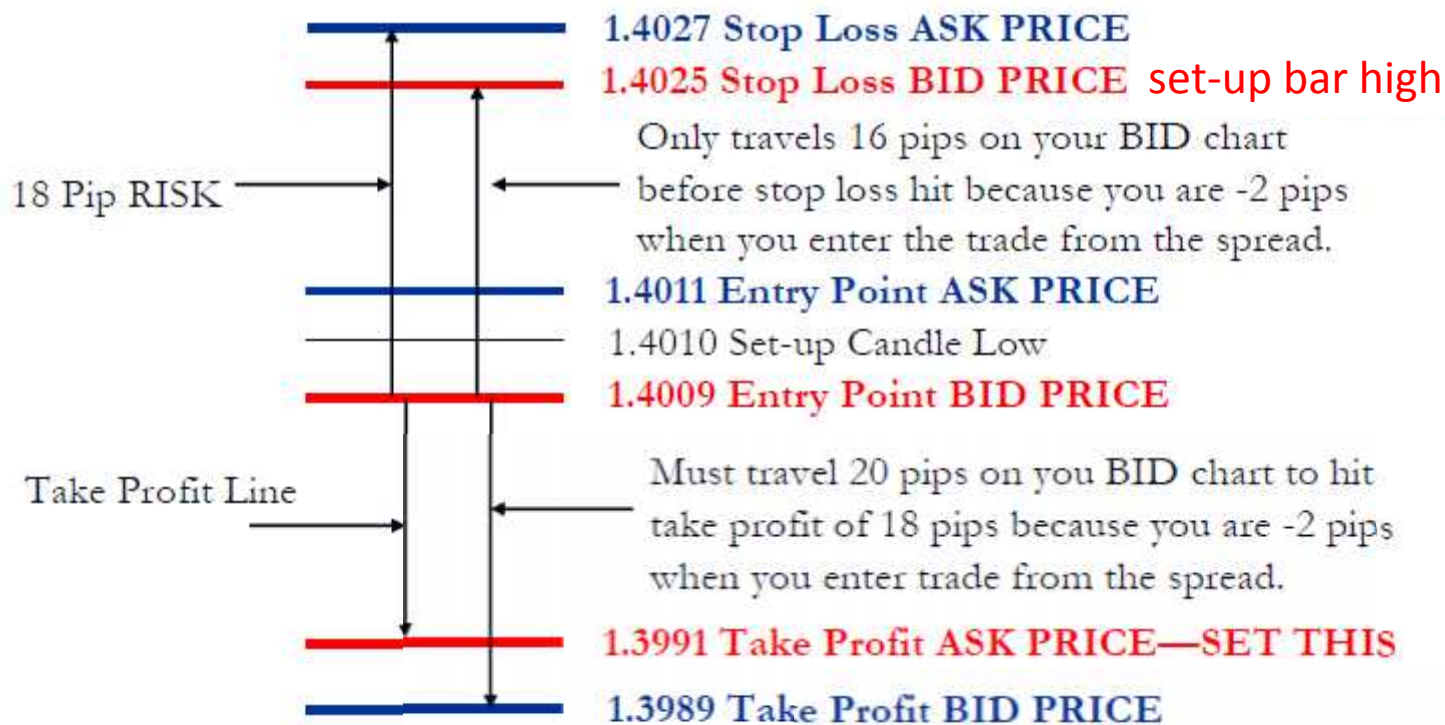 1.4027 Stop Loss ASK PRICE
1.4025 Stop Loss BID PRICE set-up bar high
Only travels 16 pips on your BID chart
before stop loss hit because you are -2 pips
when you enter the trade from the spread.
18 Pip RISK
1.4011 Entry Point ASK PRICE
1.4010 Set-up Candle Low
1.4009 Entry Point BID PRICE
Must travel 20 pips on you BID chart to hit
take profit of 18 pips because you are -2 pips
when you enter trade from the spread.
Take Profit Line
1.3991 Take Profit ASK PRICE—SET THIS
1.3989 Take Profit BID PRICE